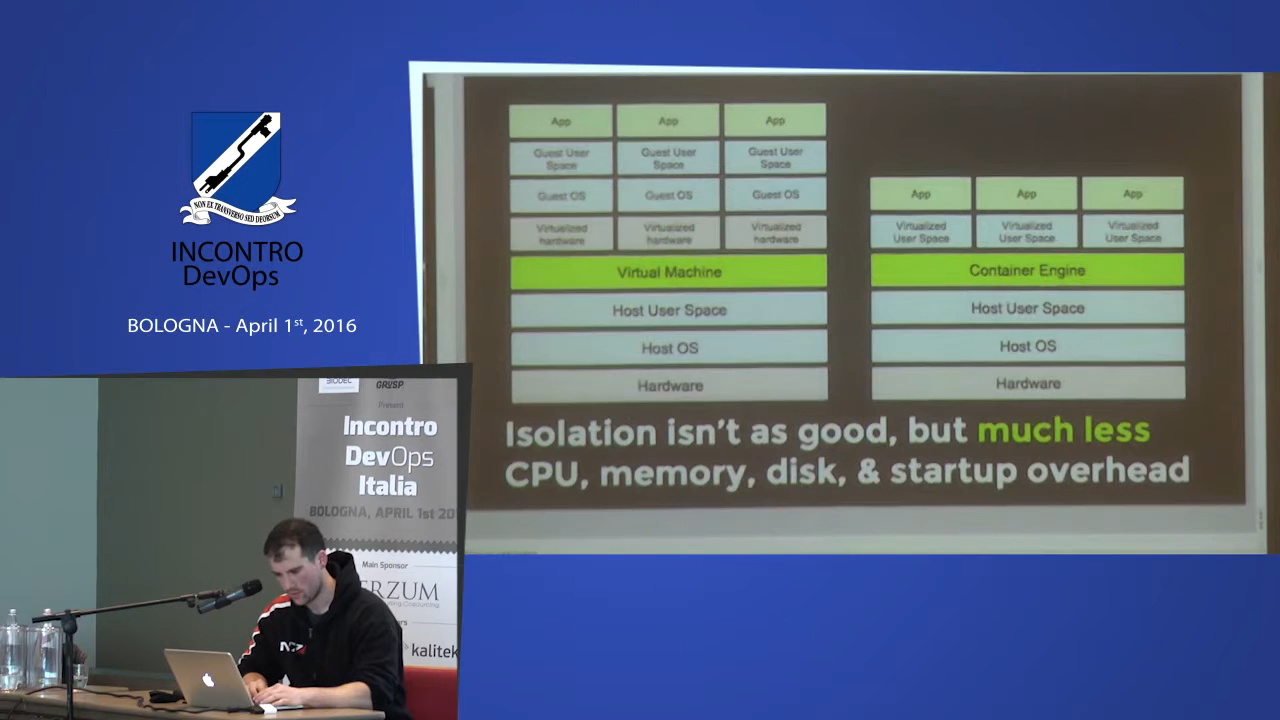 NON EX TRANSVERSO SED DEORSUM
INCONTRO
DevOps
BOLOGNA - April 1st, 2016
App App App
Guest User Space Guest User Space Guest User Space
Guest OS Guest OS Guest OS
Virtualized hardware Virtualized hardware Virtualized hardware
Virtual Machine
Host User Space
Host OS
Hardware
App App App
Virtualized User Space Virtualized User Space Virtualized User Space
Container Engine
Host User Space
Host OS
Hardware
Isolation isn't as good, but much less
CPU, memory, disk, & startup overhead
BIODEC
GRUSP
Present
Incontro
DevOps
Italia
BOLOGNA, APRIL 1st 20
Main Sponsor
ERZUM
kalitek
N7